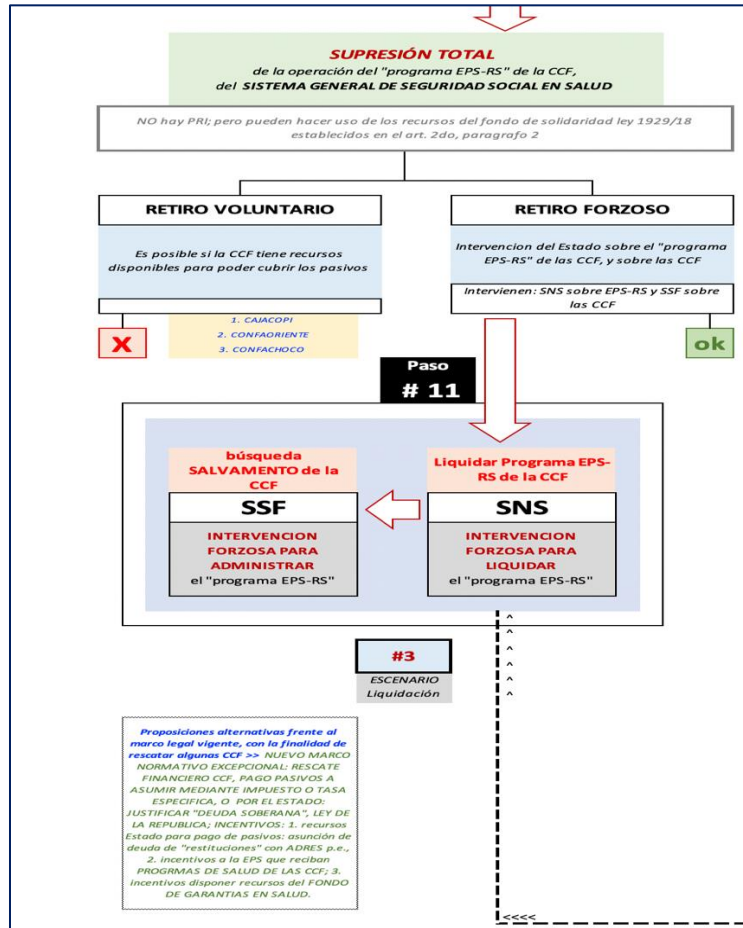 SUPRESIÓN TOTAL
de la operación del "programa EPS-RS" de la CCF,
del SISTEMA GENERAL DE SEGURIDAD SOCIAL EN SALUD
NO hay PRI; pero pueden hacer uso de los recursos del fondo de solidaridad ley 1929/18
establecidos en el art. 2do, paragrafo 2
RETIRO VOLUNTARIO
Es posible si la CCF tiene recursos
disponibles para poder cubrir los pasivos
X
1. CAJACOPI
2. CONFAORIENTE
3. CONFACHOCO
RETIRO FORZOSO
Intervencion del Estado sobre el "programa
EPS-RS" de las CCF, y sobre las CCF
Intervienen: SNS sobre EPS-RS y SSF sobre
las CCF
ok
Paso
# 11
búsqueda
SALVAMENTO de la
CCF
SSF
INTERVENCION
FORZOSA PARA
ADMINISTRAR
el "programa EPS-RS"
Liquidar Programa EPS-
RS de la CCF
SNS
INTERVENCION
FORZOSA PARA
LIQUIDAR
el "programa EPS-RS"
^
^
^
^
^
^
^
#3
ESCENARIO
Liquidación
Proposiciones alternativas frente al
marco legal vigente, con la finalidad de
rescatar algunas CCF >> NUEVO MARCO
NORMATIVO EXCEPCIONAL: RESCATE
FINANCIERO CCF, PAGO PASIVOS A
ASUMIR MEDIANTE IMPUESTO O TASA
ESPECIFICA, O POR EL ESTADO:
JUSTIFICAR "DEUDA SOBERANA", LEY DE
LA REPUBLICA; INCENTIVOS: 1. recursos
Estado para pago de pasivos: asunción de
deuda de "restituciones" con ADRES p.e.,
2. incentivos a la EPS que reciban
PROGRMAS DE SALUD DE LAS CCF; 3.
incentivos disponer recursos del FONDO
DE GARANTIAS EN SALUD.
<<<<